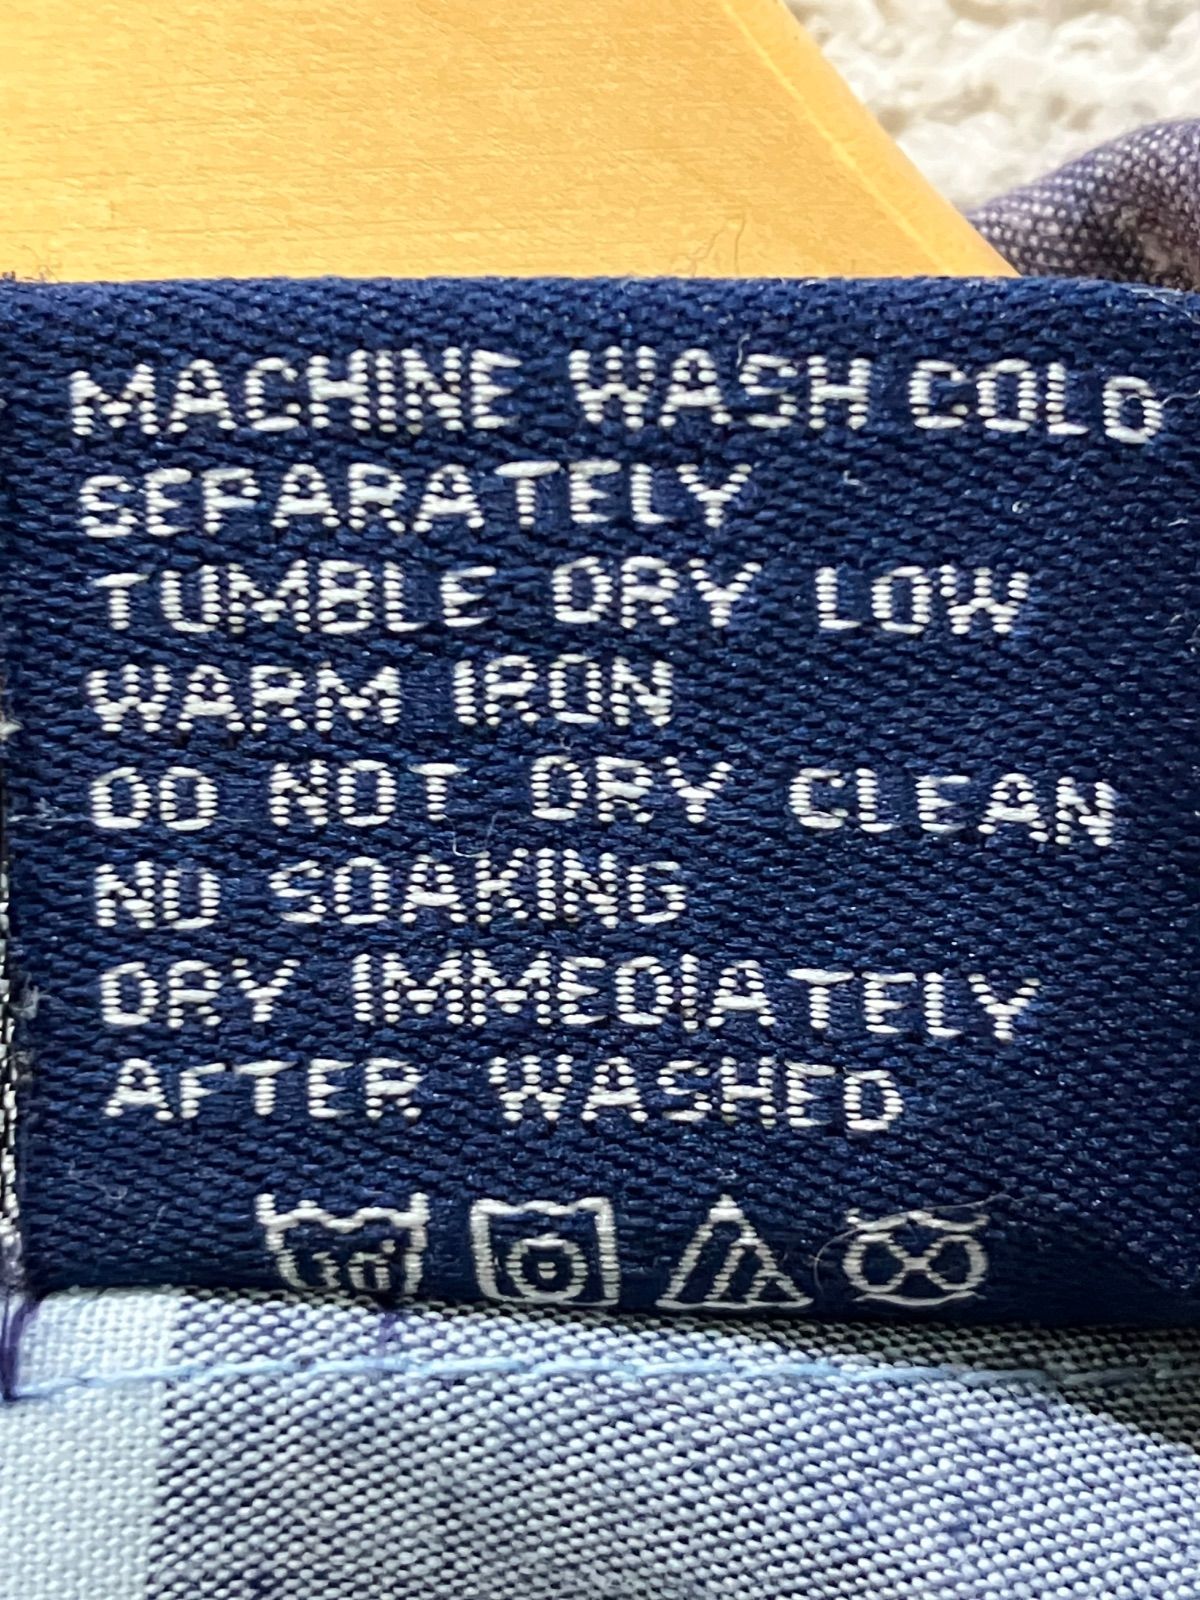 MACHINE WASH COLD
SEPARATELY
TUMBLE DRY LOW
WARM IRON
DO NOT DRY CLEAN
NO SOAKING
DRY IMMEDIATELY
AFTER WASHED
30°